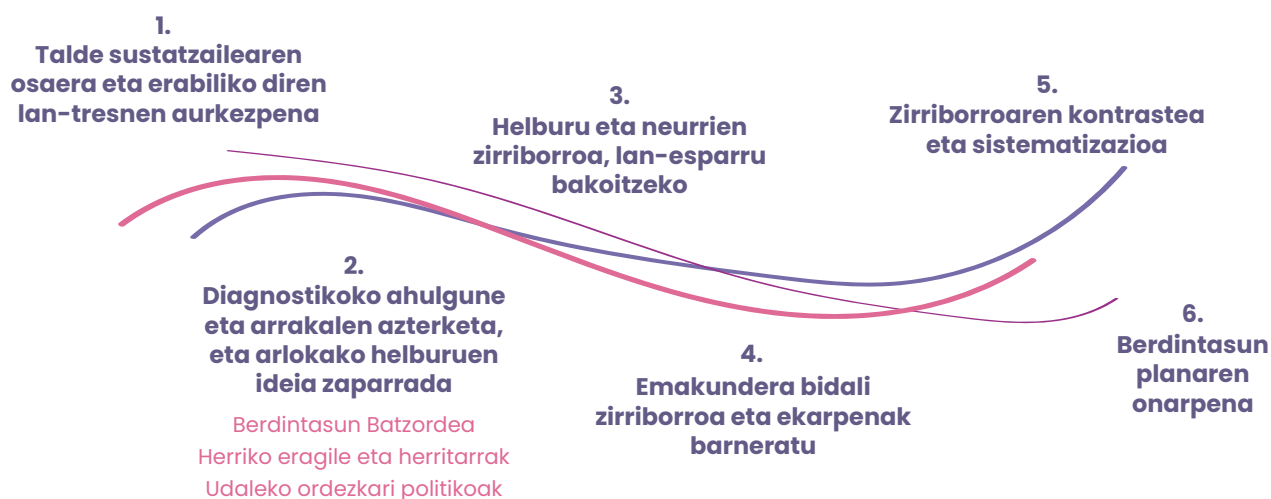 1.
Talde sustatzailearen
osaera eta erabiliko diren
lan-tresnen aurkezpena
2.
Diagnostikoko ahulgune
eta arrakalen azterketa,
eta arlokako helburuen
ideia zaparrada
Berdintasun Batzordea
Herriko eragile eta herritarrak
Udaleko ordezkari politikoak
3.
Helburu eta neurrien
zirriborroa, lan-esparru
bakoitzeko
4.
Emakundera bidali
zirriborroa eta ekarpenak
barneratu
5.
Zirriborroaren kontrastea
eta sistematizazioa
6.
Berdintasun
planaren
onarpena